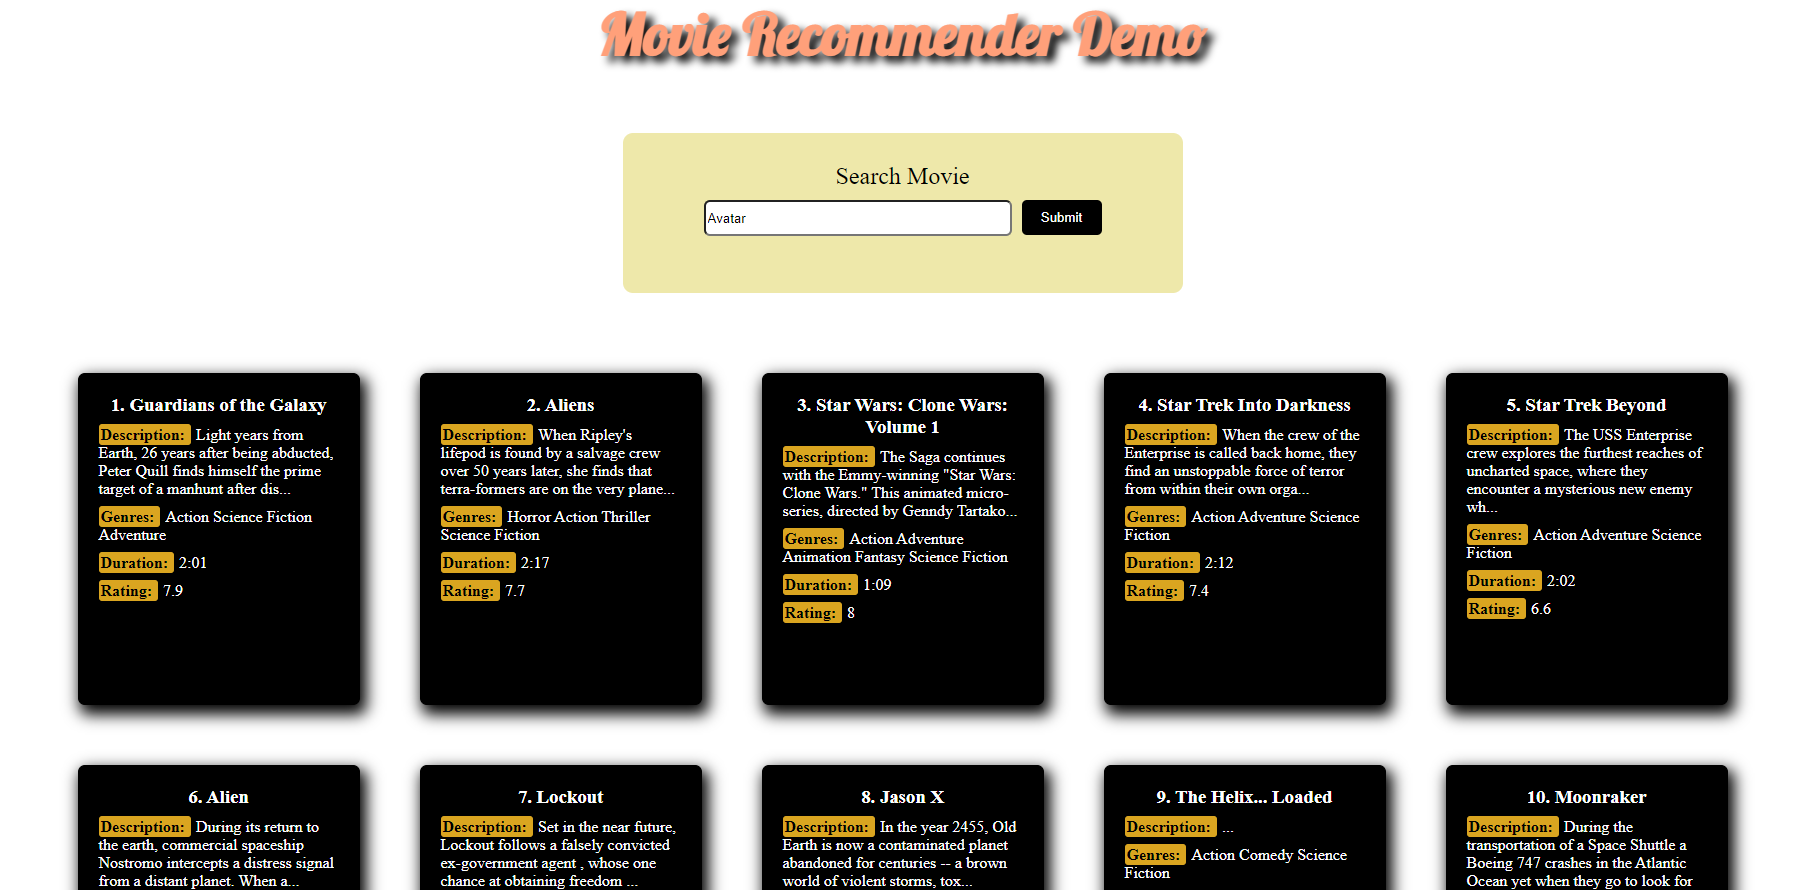 Movie Recommender Demo
Search Movie
Avatar
Submit
1. Guardians of the Galaxy
Description: Light years from
Earth, 26 years after being abducted,
Peter Quill finds himself the prime
target of a manhunt after dis...
Genres: Action Science Fiction
Adventure
Duration: 2:01
Rating: 7.9
2. Aliens
Description: When Ripley's
lifepod is found by a salvage crew
over 50 years later, she finds that
terra-formers are on the very plane...
Genres: Horror Action Thriller
Science Fiction
Duration: 2:17
Rating: 7.7
3. Star Wars: Clone Wars:
Volume 1
Description: The Saga continues
with the Emmy-winning "Star Wars:
Clone Wars." This animated micro-
series, directed by Genndy Tartako...
Genres: Action Adventure
Animation Fantasy Science Fiction
Duration: 1:09
Rating: 8
4. Star Trek Into Darkness
Description: When the crew of the
Enterprise is called back home, they
find an unstoppable force of terror
from within their own orga...
Genres: Action Adventure Science
Fiction
Duration: 2:12
Rating: 7.4
5. Star Trek Beyond
Description: The USS Enterprise
crew explores the furthest reaches of
uncharted space, where they
encounter a mysterious new enemy
wh...
Genres: Action Adventure Science
Fiction
Duration: 2:02
Rating: 6.6
6. Alien
Description: During its return to
the earth, commercial spaceship
Nostromo intercepts a distress signal
from a distant planet. When a...
7. Lockout
Description: Set in the near future,
Lockout follows a falsely convicted
ex-government agent , whose one
chance at obtaining freedom ...
8. Jason X
Description: In the year 2455, Old
Earth is now a contaminated planet
abandoned for centuries -- a brown
world of violent storms, tox...
9. The Helix... Loaded
Description: ...
Genres: Action Comedy Science
Fiction
10. Moonraker
Description: During the
transportation of a Space Shuttle a
Boeing 747 crashes in the Atlantic
Ocean yet when they go to look for